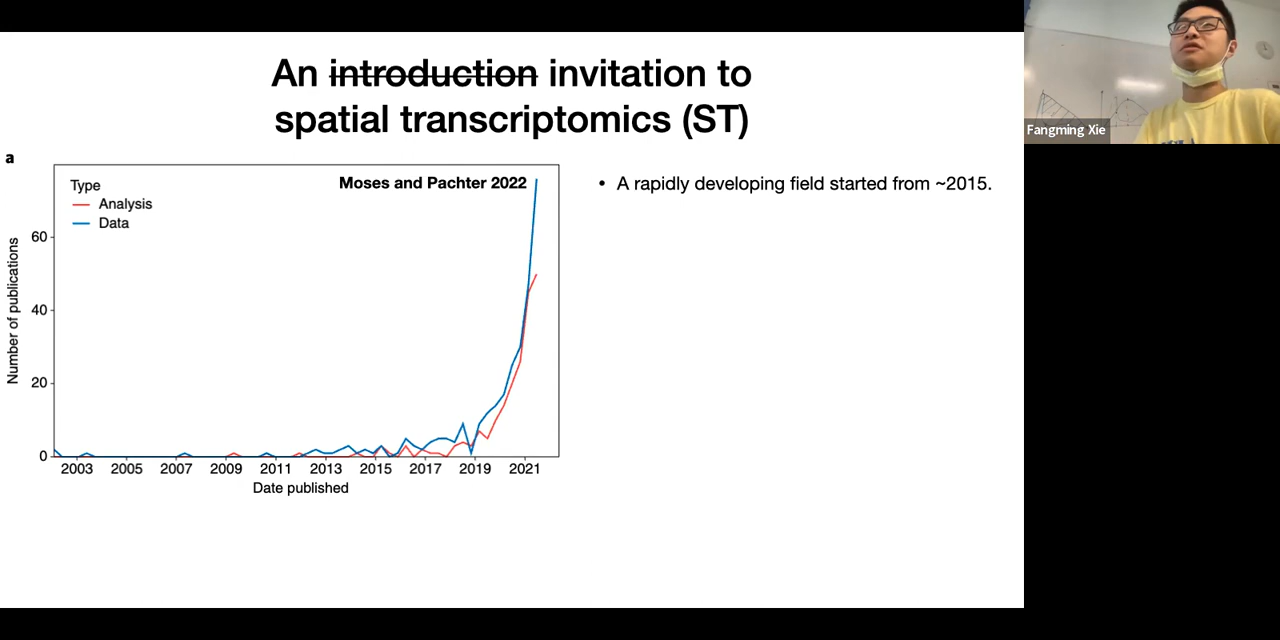 An introduction invitation to
spatial transcriptomics (ST)
a
Type
Analysis
Data
Moses and Pachter 2022
60
40
20
0
Number of publications
2003 2005 2007 2009 2011 2013 2015 2017 2019 2021
Date published
• A rapidly developing field started from ~2015.
Fangming Xie